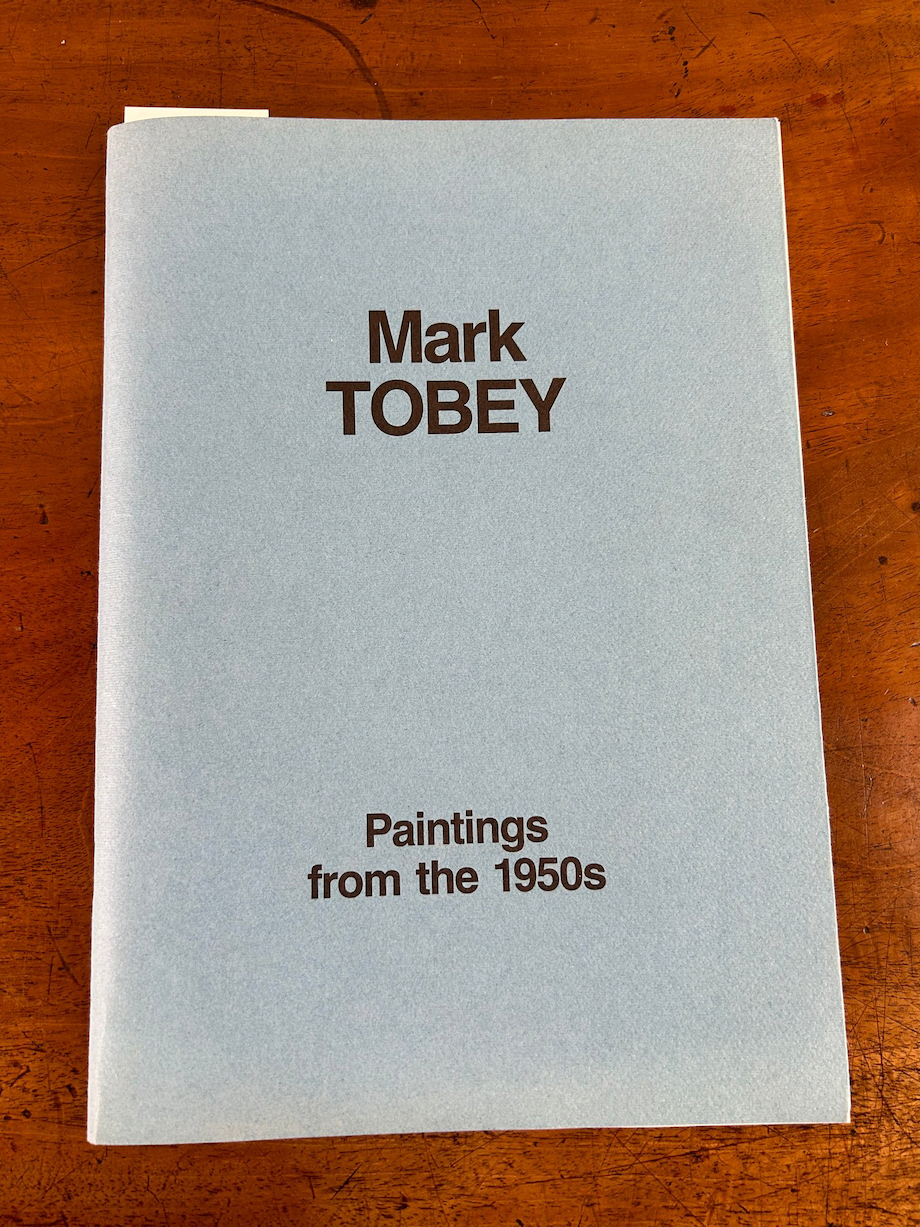 Mark
TOBEY
Paintings
from the 1950s